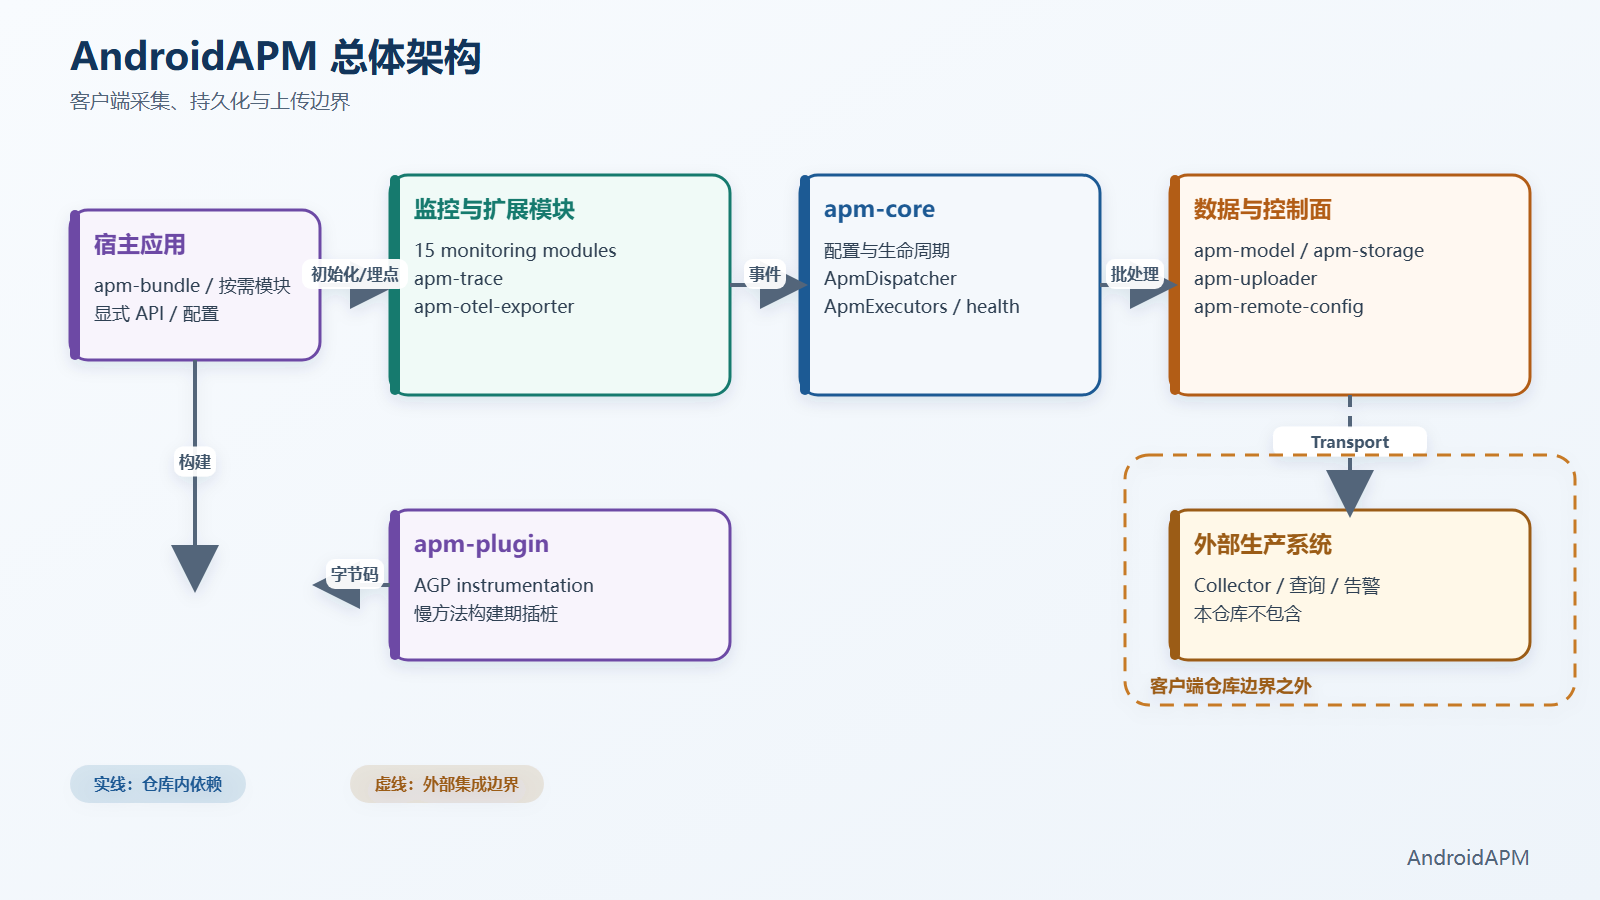 AndroidAPM 总体架构
客户端采集、持久化与上传边界
宿主应用
apm-bundle / 按需模块
显式 API / 配置
初始化/埋点
监控与扩展模块
15 monitoring modules
apm-trace
apm-otel-exporter
事件
apm-core
配置与生命周期
ApmDispatcher
ApmExecutors / health
批处理
数据与控制面
apm-model / apm-storage
apm-uploader
apm-remote-config
构建
Transport
字节码
apm-plugin
AGP instrumentation
慢方法构建期插桩
外部生产系统
Collector / 查询 / 告警
本仓库不包含
客户端仓库边界之外
实线：仓库内依赖
虚线：外部集成边界
AndroidAPM